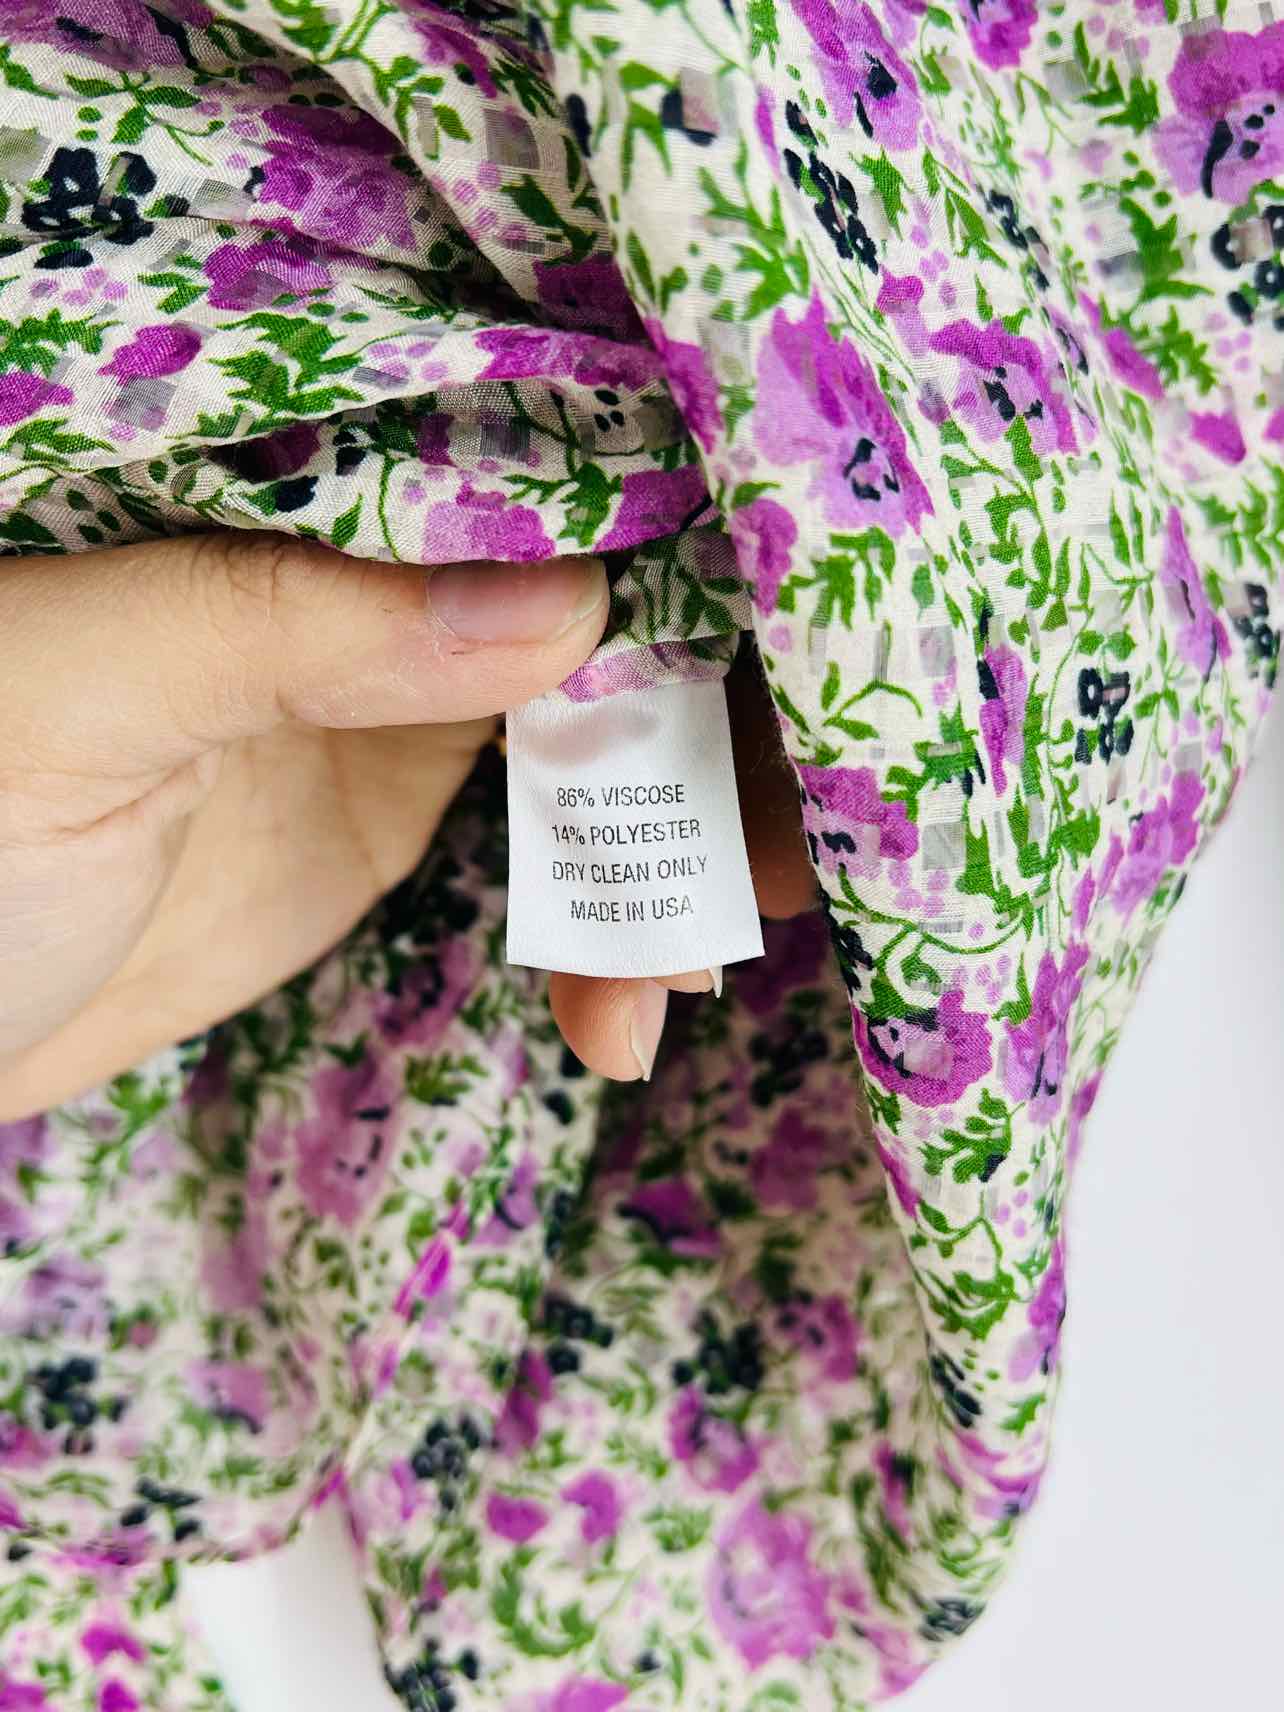 86% VISCOSE
14% POLYESTER
DRY CLEAN ONLY
MADE IN USA